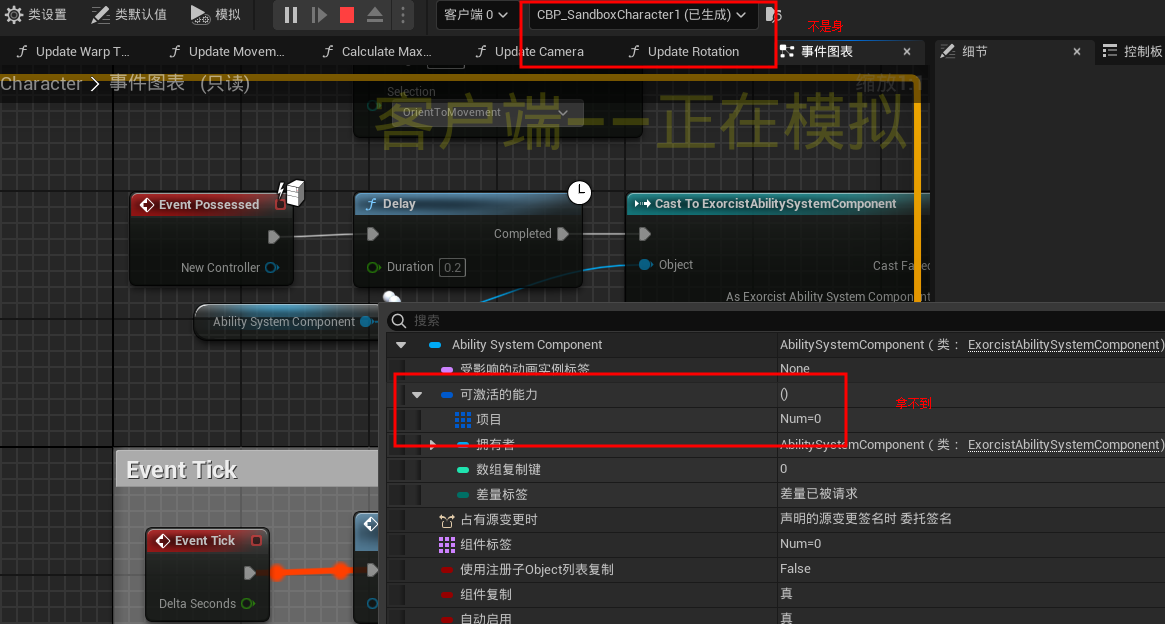 类设置
类默认值
模拟
客户端 0
CBP_SandboxCharacter1 (已生成)
不是身
Update Warp T...
Update Movem...
Calculate Max...
Update Camera
Update Rotation
事件图表
细节
控制板
Character > 事件图表 (只读)
缩放1:1
Selection
OrientToMovement
客户端--正在模拟
Event Possessed
Delay
Cast To ExorcistAbilitySystemComponent
Completed
New Controller
Duration 0.2
Object
Cast Failed
As Exorcist Ability System Component
Ability System Component
搜索
Ability System Component
AbilitySystemComponent ( 类 : ExorcistAbilitySystemComponent)
受影响的动画实例标签
None
可激活的能力
()
拿不到
项目
Num=0
拥有者
AbilitySystemComponent ( 类 : ExorcistAbilitySystemComponent)
数组复制键
0
差量标签
差量已被请求
占有源变更时
声明的源变更签名时 委托签名
组件标签
Num=0
使用注册子Object列表复制
False
组件复制
真
自动启用
真
Event Tick
Event Tick
Delta Seconds